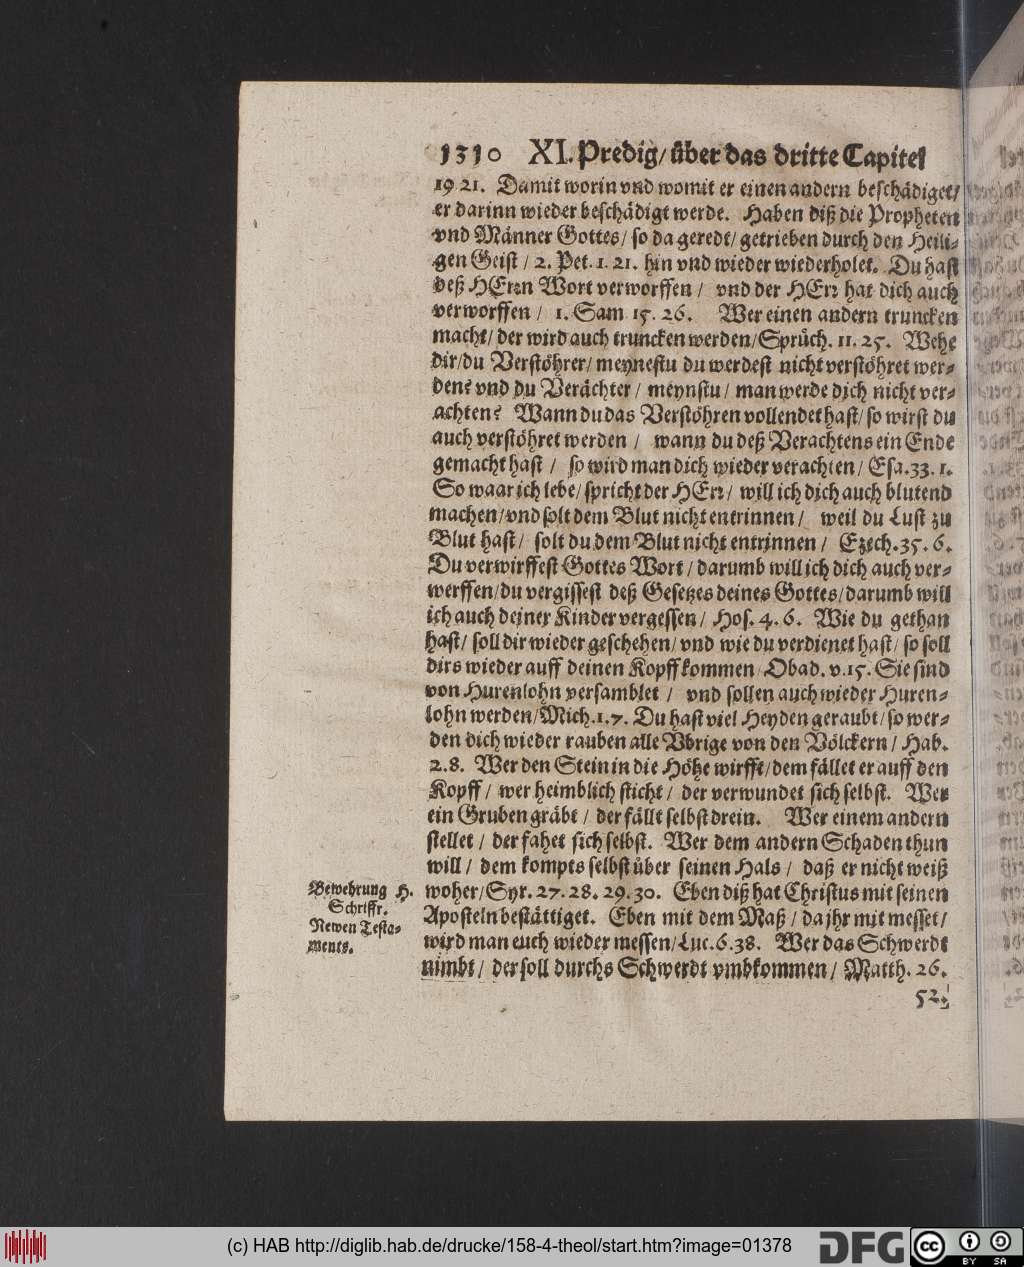 1310 XI. Predig/ über das dritte Capitel
19 21. Damit worin vnd womit er einen andern beschädiget/
er darinn wieder beschädigt werde. Haben diß die Propheten
vnd Männer Gottes/ so da geredt/ getrieben durch den Heili-
gen Geist / 2. Pet. 1. 21. hin vnd wieder wiederholet. Du hast
deß HErrn Wort verworffen / vnd der HErr hat dich auch
verworffen / 1. Sam 15. 26. Wer einen andern truncken
macht/ der wird auch truncken werden/ Sprüch. 11. 25. Wehe
dir/ du Verstöhrer/ meynestu du werdest nicht verstöhret wer-
den? vnd du Verächter / meynstu / man werde dich nicht ver-
achten? Wann du das Verstöhren vollendet hast/ so wirst du
auch verstöhret werden / wann du deß Verachtens ein Ende
gemacht hast / so wird man dich wieder verachten/ Esa. 33. 1.
So waar ich lebe/ spricht der HErr/ will ich dich auch blutend
machen/ vnd solt dem Blut nicht entrinnen / weil du Lust zu
Blut hast/ solt du dem Blut nicht entrinnen / Ezech. 35. 6.
Du verwirffest Gottes Wort / darumb will ich dich auch ver-
werffen/ du vergissest deß Gesetzes deines Gottes/ darumb will
ich auch deiner Kinder vergessen / Hos. 4. 6. Wie du gethan
hast/ soll dir wieder geschehen/ vnd wie du verdienet hast/ so soll
dirs wieder auff deinen Kopff kommen Obad. v. 15. Sie sind
von Hurenlohn versamblet / vnd sollen auch wieder Huren-
lohn werden/ Mich. 1. 7. Du hast viel Heyden geraubt/ so wer-
den dich wieder rauben alle Vbrige von den Völckern / Hab.
2. 8. Wer den Stein in die Höhe wirfft/ dem fället er auff den
Kopff / wer heimblich sticht / der verwundet sich selbst. Wer
ein Gruben gräbt / der fällt selbst drein. Wer einem andern
stellet / der fahet sich selbst. Wer dem andern Schaden thun
will / dem kompts selbst über seinen Hals / daß er nicht weiß
woher/ Syr. 27. 28. 29. 30. Eben diß hat Christus mit seinen
Aposteln bestättiget. Eben mit dem Maß / da jhr mit messet/
wird man euch wieder messen/ Luc. 6. 38. Wer das Schwerdt
nimbt / der soll durchs Schwerdt vmbkommen / Matth. 26.
52.
Bewehrung H.
Schrifft.
Newen Testa-
ments.
(c) HAB http://diglib.hab.de/drucke/158-4-theol/start.htm?image=01378
DFG
cc BY SA